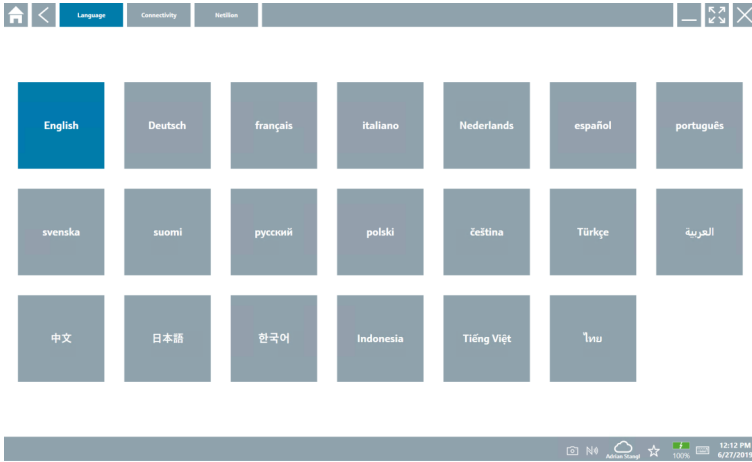 Language
Connectivity
Netilion
English
Deutsch
français
italiano
Nederlands
español
português
svenska
suomi
русский
polski
čeština
Türkçe
العربية
中文
日本語
한국어
Indonesia
Tiếng Việt
ไทย
Adrian Stangl
100%
12:12 PM
6/27/2019